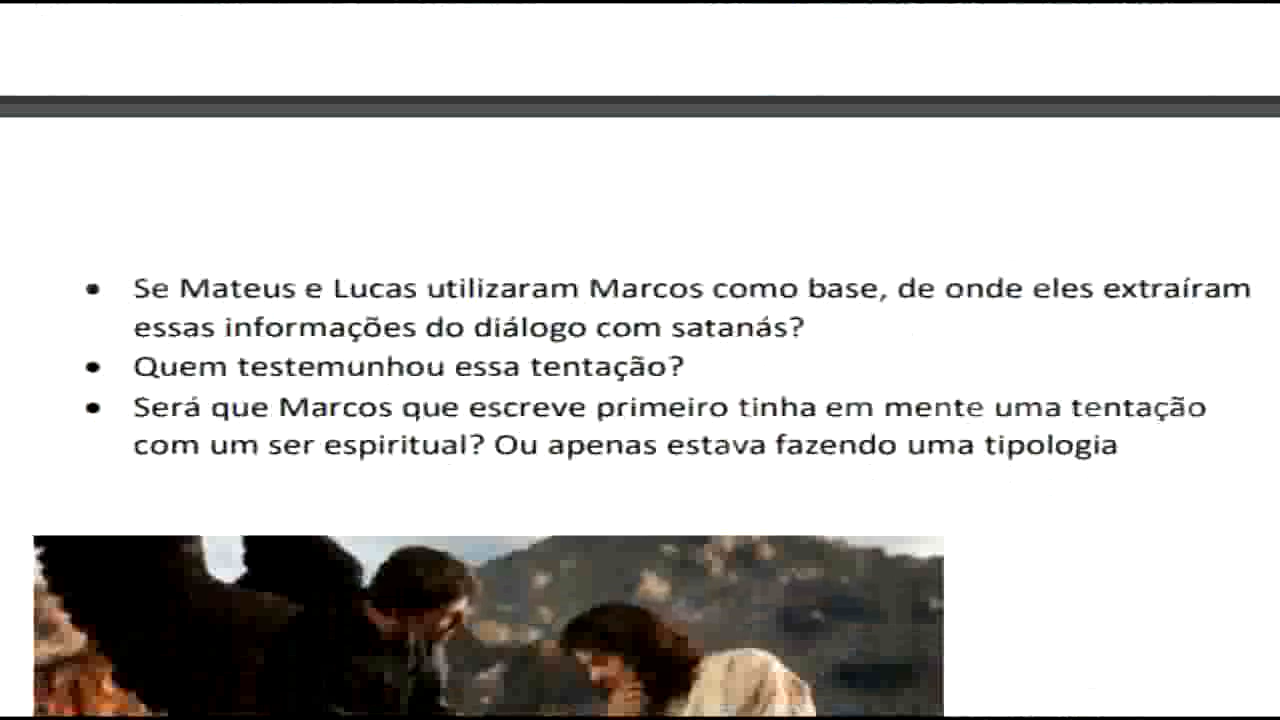 • Se Mateus e Lucas utilizaram Marcos como base, de onde eles extraíram
essas informações do diálogo com satanás?
• Quem testemunhou essa tentação?
• Será que Marcos que escreve primeiro tinha em mente uma tentação
com um ser espiritual? Ou apenas estava fazendo uma tipologia